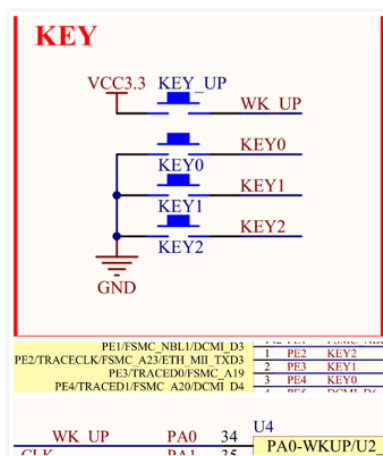 KEY
VCC3.3 KEY_UP
WK_UP
KEY0
KEY0
KEY1
KEY1
KEY2
KEY2
GND
PE1/FSMC_NBL1/DCMI_D3
PE2/TRACECLK/FSMC_A23/ETH_MII_TXD3 1 PE2 KEY2
PE3/TRACED0/FSMC_A19 2 PE3 KEY1
PE4/TRACED1/FSMC_A20/DCMI_D4 3 PE4 KEY0
U4
WK_UP PA0 34 PA0-WKUP/U2_
PA1 35